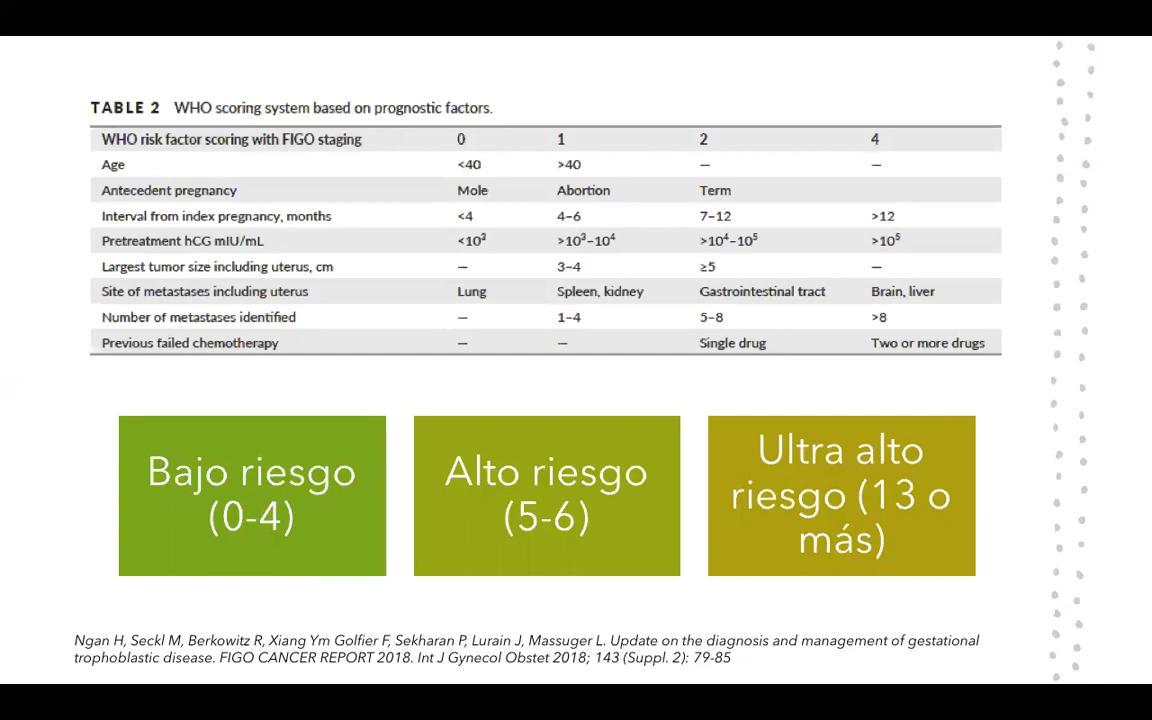 TABLE 2 WHO scoring system based on prognostic factors.
WHO risk factor scoring with FIGO staging 0 1 2 4
Age <40 >40 — —
Antecedent pregnancy Mole Abortion Term
Interval from index pregnancy, months <4 4–6 7–12 >12
Pretreatment hCG mIU/mL <10³ >10³–10⁴ >10⁴–10⁵ >10⁵
Largest tumor size including uterus, cm — 3–4 ≥5 —
Site of metastases including uterus Lung Spleen, kidney Gastrointestinal tract Brain, liver
Number of metastases identified — 1–4 5–8 >8
Previous failed chemotherapy — — Single drug Two or more drugs
Bajo riesgo
(0-4)
Alto riesgo
(5-6)
Ultra alto
riesgo (13 o
más)
Ngan H, Seckl M, Berkowitz R, Xiang Ym Golfier F, Sekharan P, Lurain J, Massuger L. Update on the diagnosis and management of gestational
trophoblastic disease. FIGO CANCER REPORT 2018. Int J Gynecol Obstet 2018; 143 (Suppl. 2): 79-85